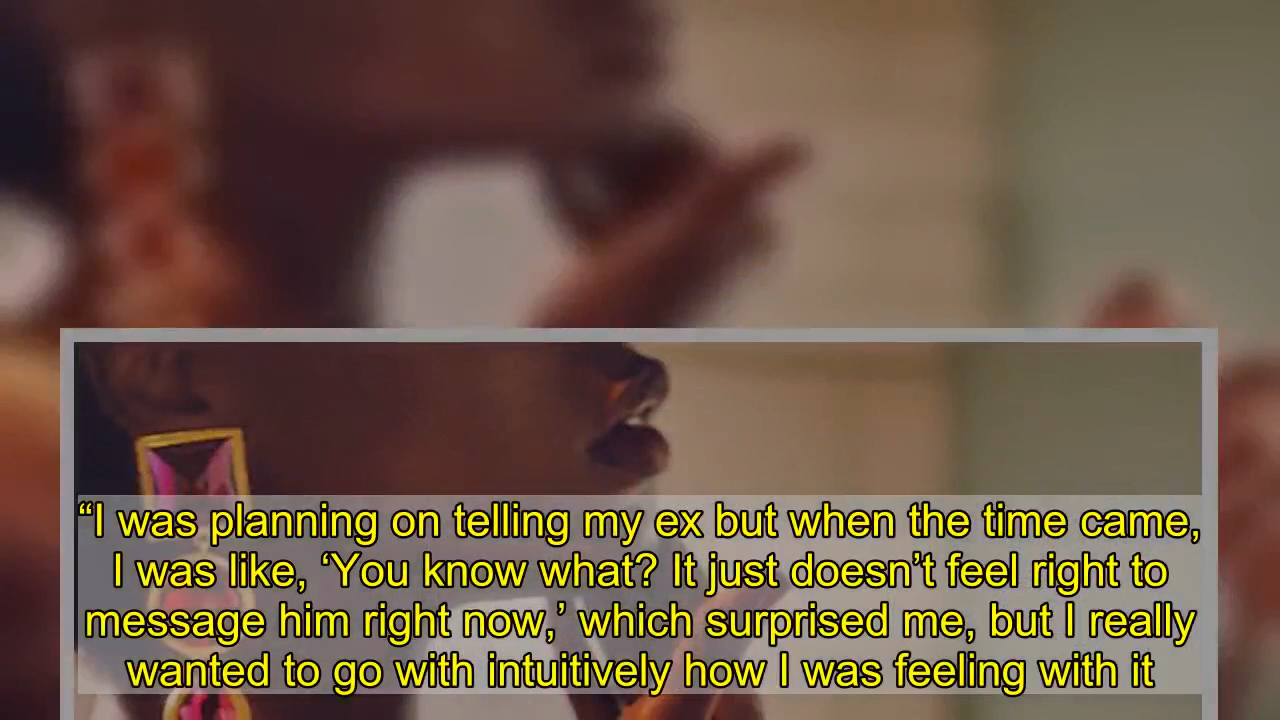 “I was planning on telling my ex but when the time came,
I was like, ‘You know what? It just doesn’t feel right to
message him right now,’ which surprised me, but I really
wanted to go with intuitively how I was feeling with it